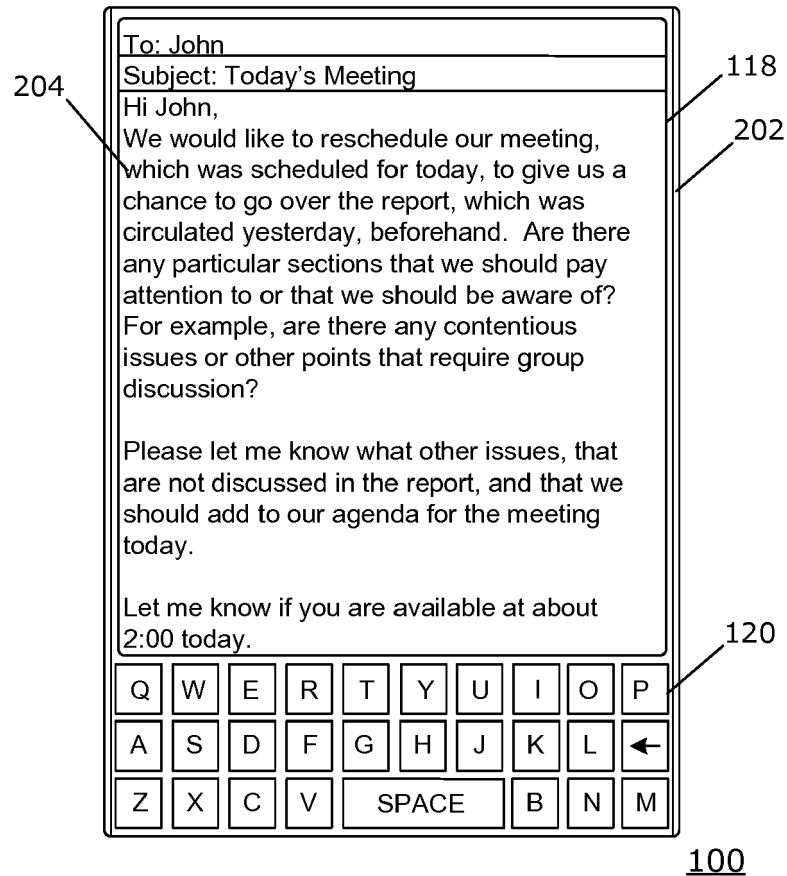 To: John
Subject: Today's Meeting
118
204
Hi John,
202
We would like to reschedule our meeting,
which was scheduled for today, to give us a
chance to go over the report, which was
circulated yesterday, beforehand.  Are there
any particular sections that we should pay
attention to or that we should be aware of?
For example, are there any contentious
issues or other points that require group
discussion?
Please let me know what other issues, that
are not discussed in the report, and that we
should add to our agenda for the meeting
today.
Let me know if you are available at about
2:00 today.
120
Q W E R T Y U I O P
A S D F G H J K L ←
Z X C V SPACE B N M
100